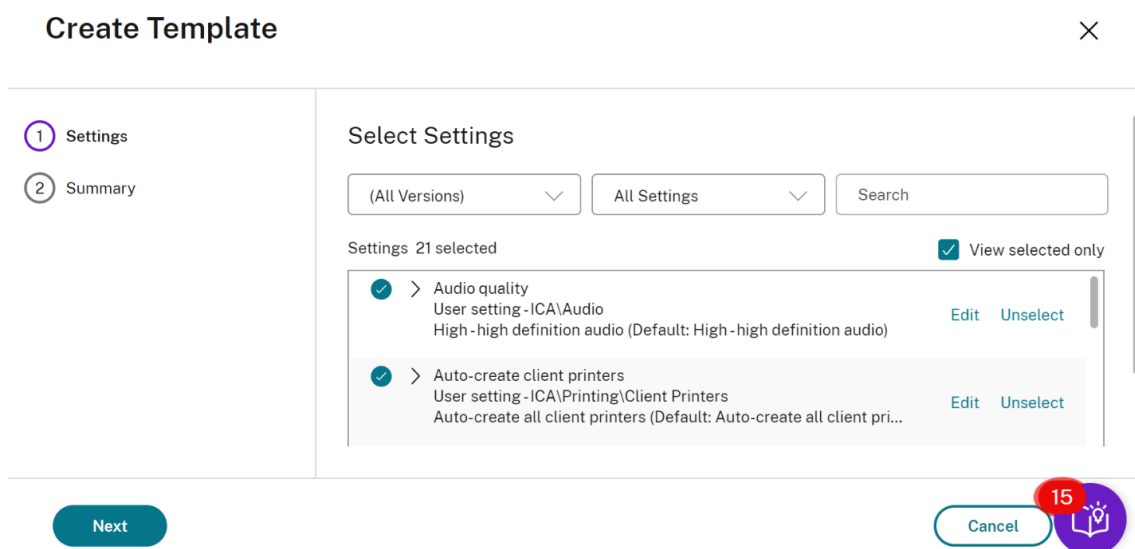 Create Template
1 Settings
2 Summary
Select Settings
(All Versions) All Settings Search
Settings 21 selected View selected only
Audio quality
User setting - ICA\Audio
High - high definition audio (Default: High - high definition audio)
Edit Unselect
Auto-create client printers
User setting - ICA\Printing\Client Printers
Auto-create all client printers (Default: Auto-create all client pri...
Edit Unselect
Next Cancel 15